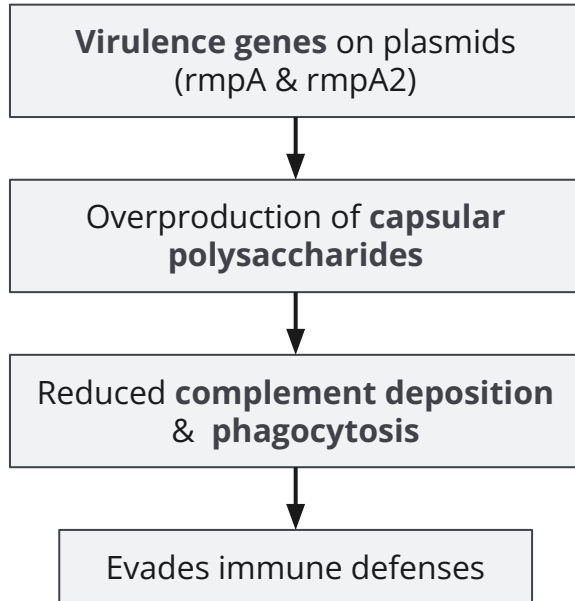 Virulence genes on plasmids
(rmpA & rmpA2)
Overproduction of capsular
polysaccharides
Reduced complement deposition
& phagocytosis
Evades immune defenses